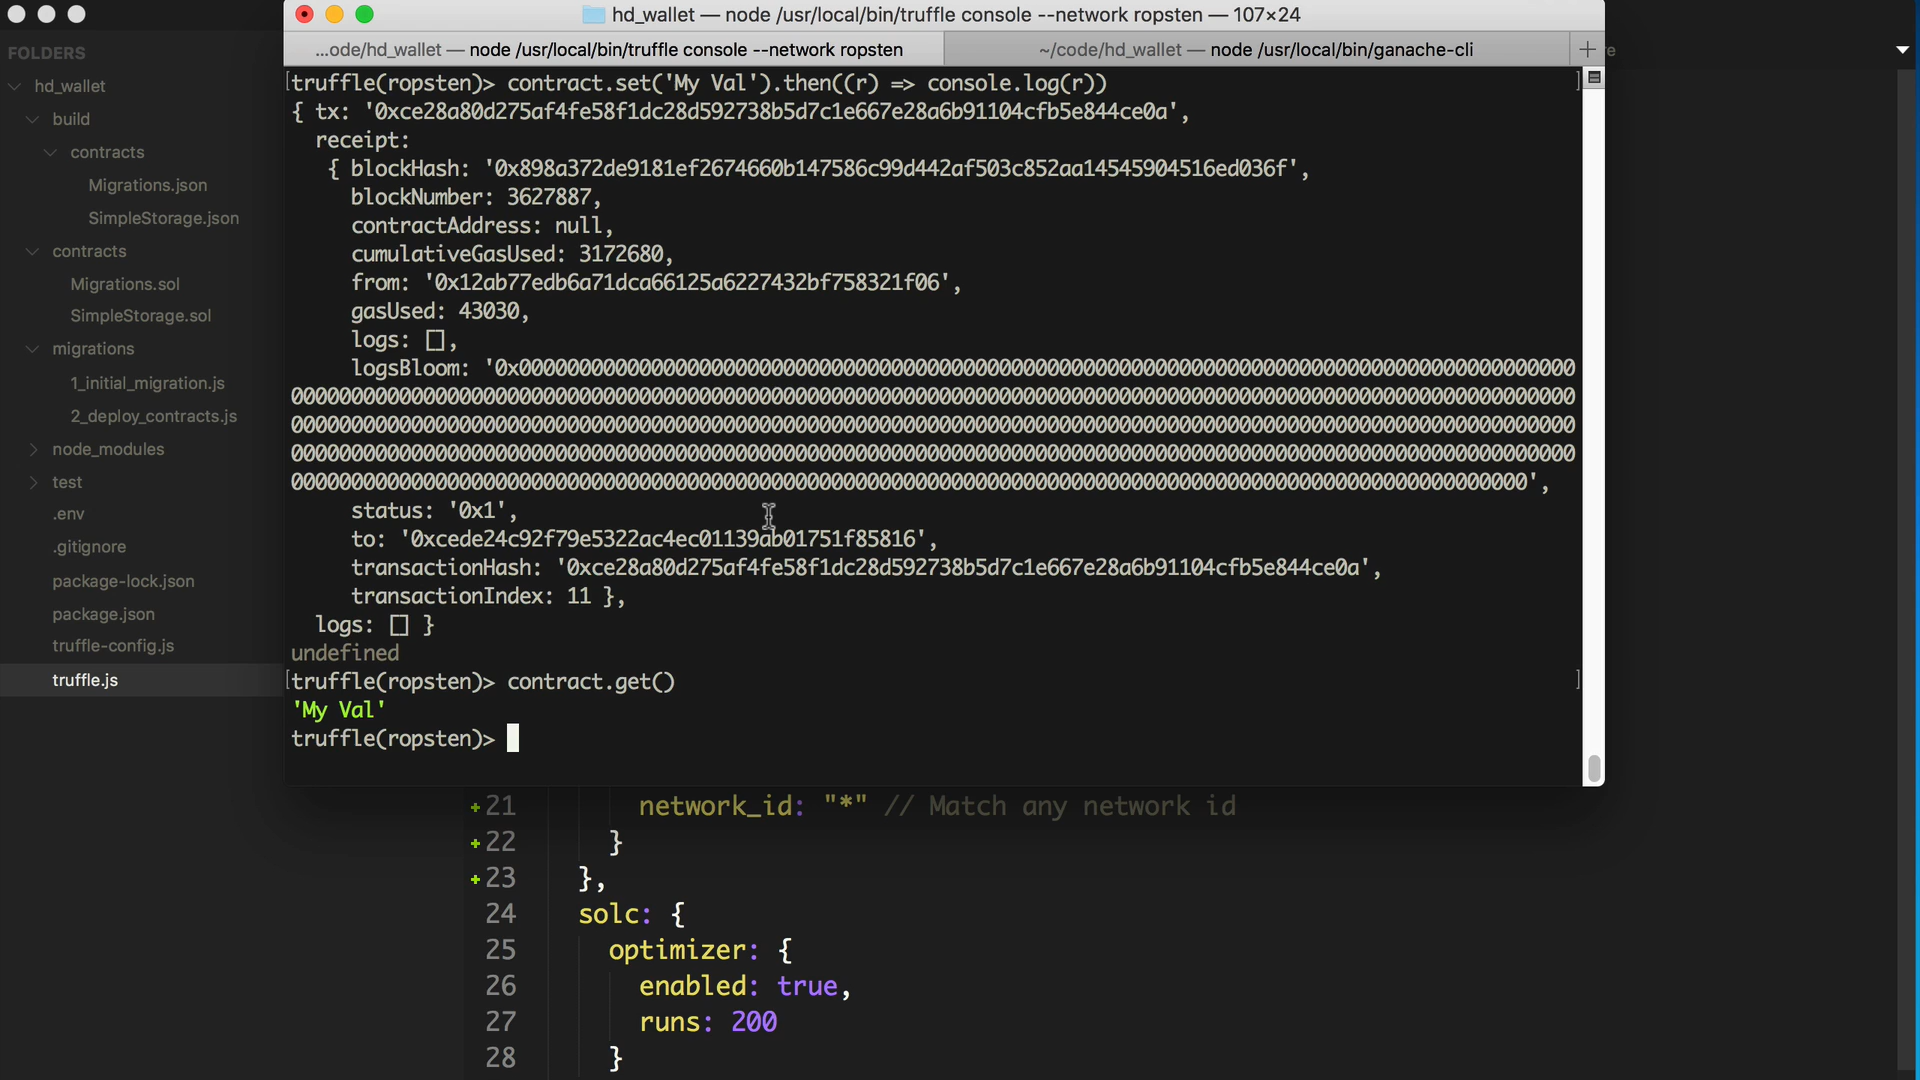 hd_wallet — node /usr/local/bin/truffle console --network ropsten — 107×24
...ode/hd_wallet — node /usr/local/bin/truffle console --network ropsten
~/code/hd_wallet — node /usr/local/bin/ganache-cli
+
e
FOLDERS
hd_wallet
build
contracts
Migrations.json
SimpleStorage.json
contracts
Migrations.sol
SimpleStorage.sol
migrations
1_initial_migration.js
2_deploy_contracts.js
node_modules
test
.env
.gitignore
package-lock.json
package.json
truffle-config.js
truffle.js
[truffle(ropsten)> contract.set('My Val').then((r) => console.log(r)) ]
{ tx: '0xce28a80d275af4fe58f1dc28d592738b5d7c1e667e28a6b91104cfb5e844ce0a',
receipt:
{ blockHash: '0x898a372de9181ef2674660b147586c99d442af503c852aa14545904516ed036f',
blockNumber: 3627887,
contractAddress: null,
cumulativeGasUsed: 3172680,
from: '0x12ab77edb6a71dca66125a6227432bf758321f06',
gasUsed: 43030,
logs: [],
logsBloom: '0x0000000000000000000000000000000000000000000000000000000000000000000000000000000000000000
00000000000000000000000000000000000000000000000000000000000000000000000000000000000000000000000000000000000
00000000000000000000000000000000000000000000000000000000000000000000000000000000000000000000000000000000000
00000000000000000000000000000000000000000000000000000000000000000000000000000000000000000000000000000000000
0000000000000000000000000000000000000000000000000000000000000000000000000000000000000000000000000000000',
status: '0x1',
to: '0xcede24c92f79e5322ac4ec01139ab01751f85816',
transactionHash: '0xce28a80d275af4fe58f1dc28d592738b5d7c1e667e28a6b91104cfb5e844ce0a',
transactionIndex: 11 },
logs: [] }
undefined
[truffle(ropsten)> contract.get() ]
'My Val'
truffle(ropsten)>
+21 network_id: "*" // Match any network id
+22 }
+23 },
24 solc: {
25 optimizer: {
26 enabled: true,
27 runs: 200
28 }